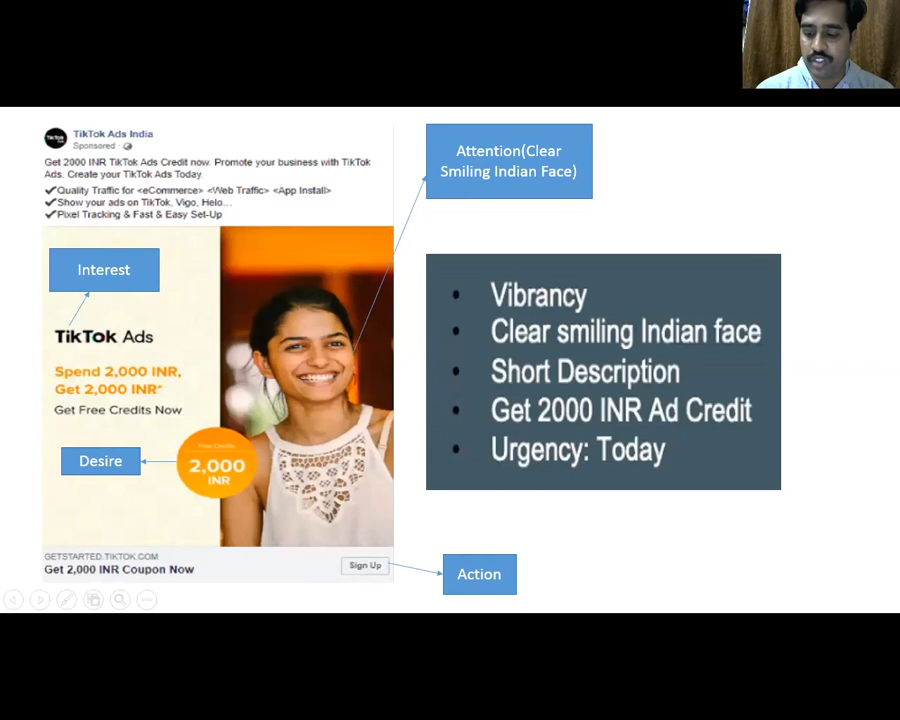 TikTok Ads India
Sponsored ·
Get 2000 INR TikTok Ads Credit now. Promote your business with TikTok
Ads. Create your TikTok Ads Today.
✓Quality Traffic for <eCommerce> <Web Traffic> <App Install>
✓Show your ads on TikTok, Vigo, Helo...
✓Pixel Tracking & Fast & Easy Set-Up
Interest
TikTok Ads
Spend 2,000 INR,
Get 2,000 INR*
Get Free Credits Now
Desire
Free Credits
2,000
INR
GETSTARTED.TIKTOK.COM
Get 2,000 INR Coupon Now
Sign Up
Attention(Clear
Smiling Indian Face)
• Vibrancy
• Clear smiling Indian face
• Short Description
• Get 2000 INR Ad Credit
• Urgency: Today
Action